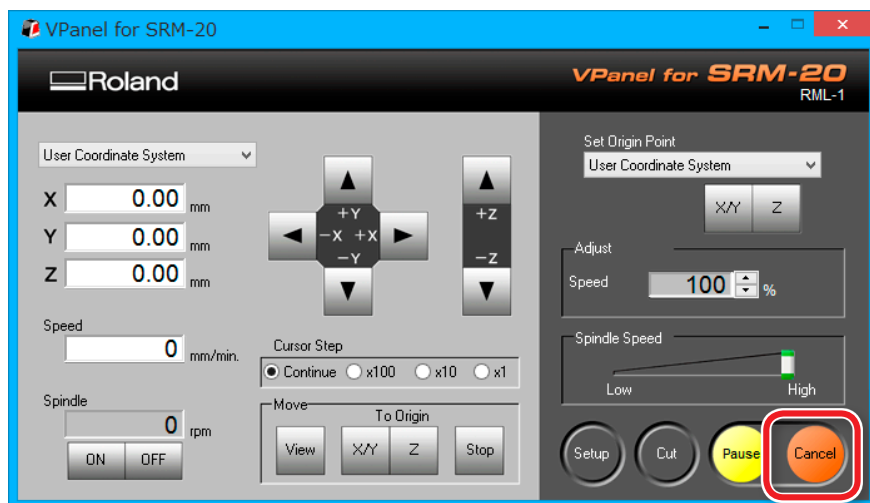 VPanel for SRM-20
Roland
VPanel for SRM-20
RML-1
User Coordinate System
X 0.00 mm
Y 0.00 mm
Z 0.00 mm
Speed
0 mm/min.
Spindle
0 rpm
ON OFF
+Y
-X +X
-Y
+Z
-Z
Cursor Step
Continue x100 x10 x1
Move
To Origin
View X/Y Z Stop
Set Origin Point
User Coordinate System
X/Y Z
Adjust
Speed 100 %
Spindle Speed
Low High
Setup Cut Pause Cancel